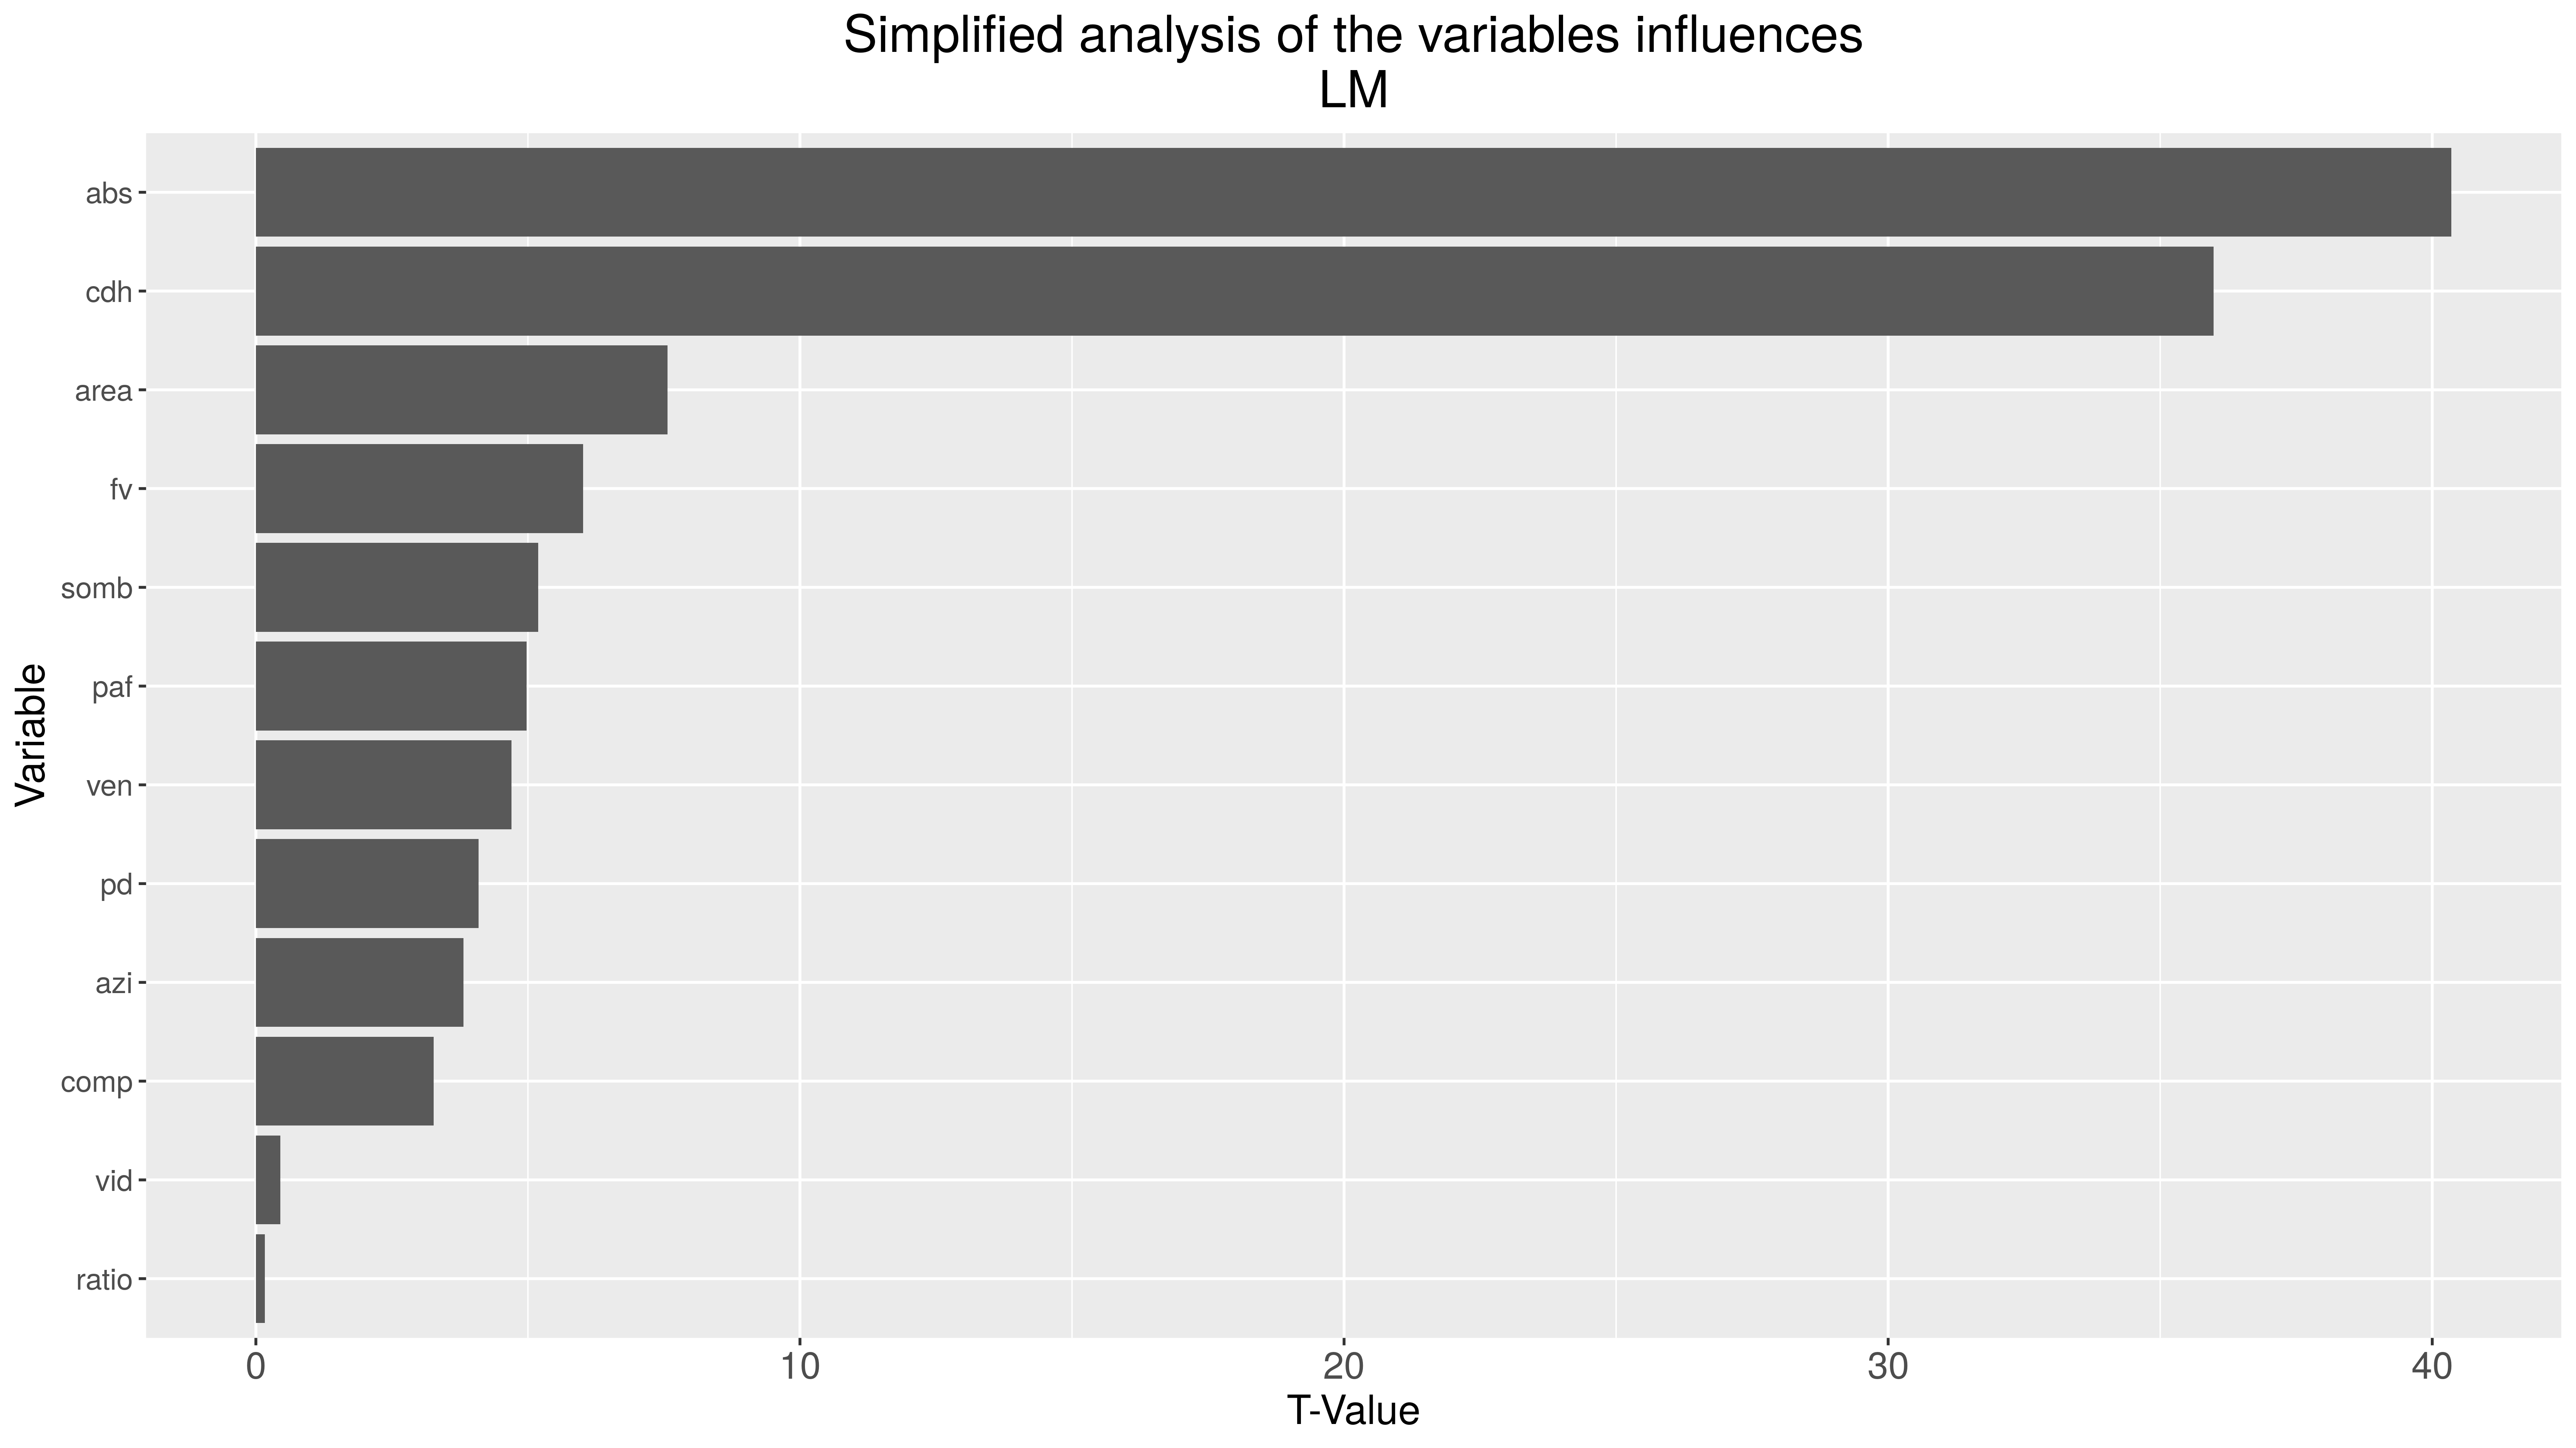 Simplified analysis of the variables influences
LM
Variable
abs
cdh
area
fv
somb
paf
ven
pd
azi
comp
vid
ratio
0 10 20 30 40
T-Value